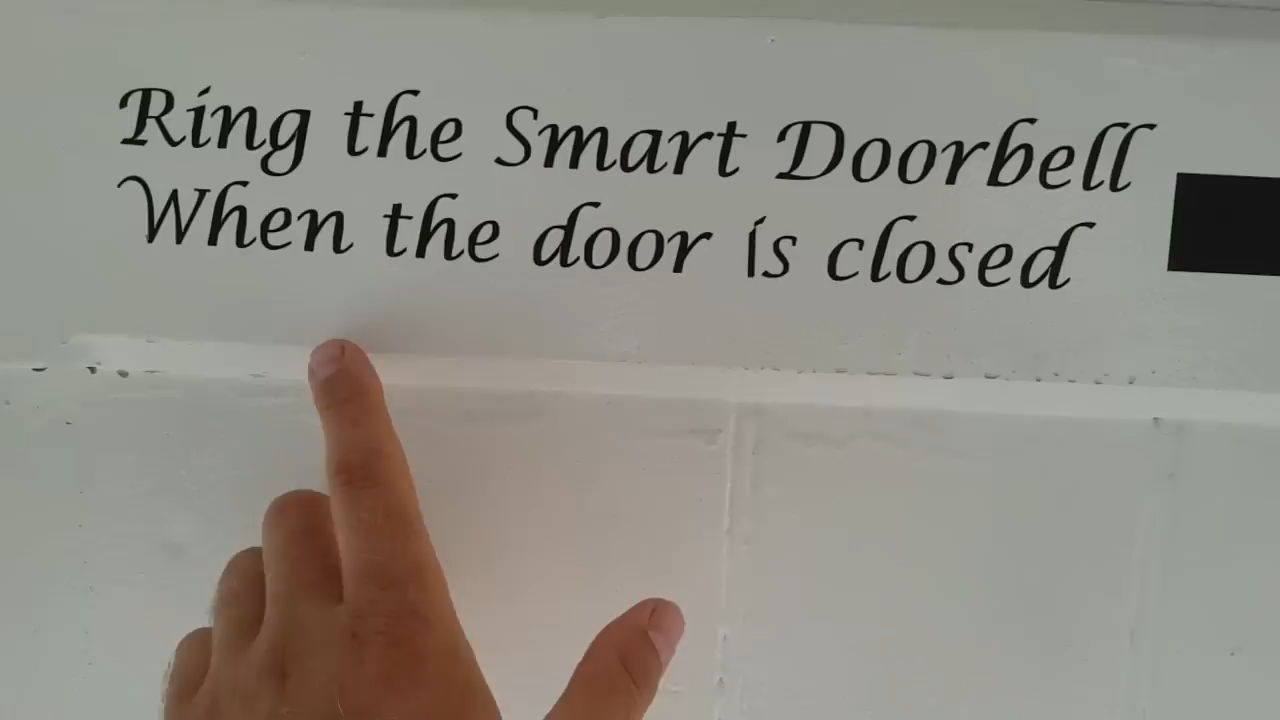 Ring the Smart Doorbell
When the door is closed